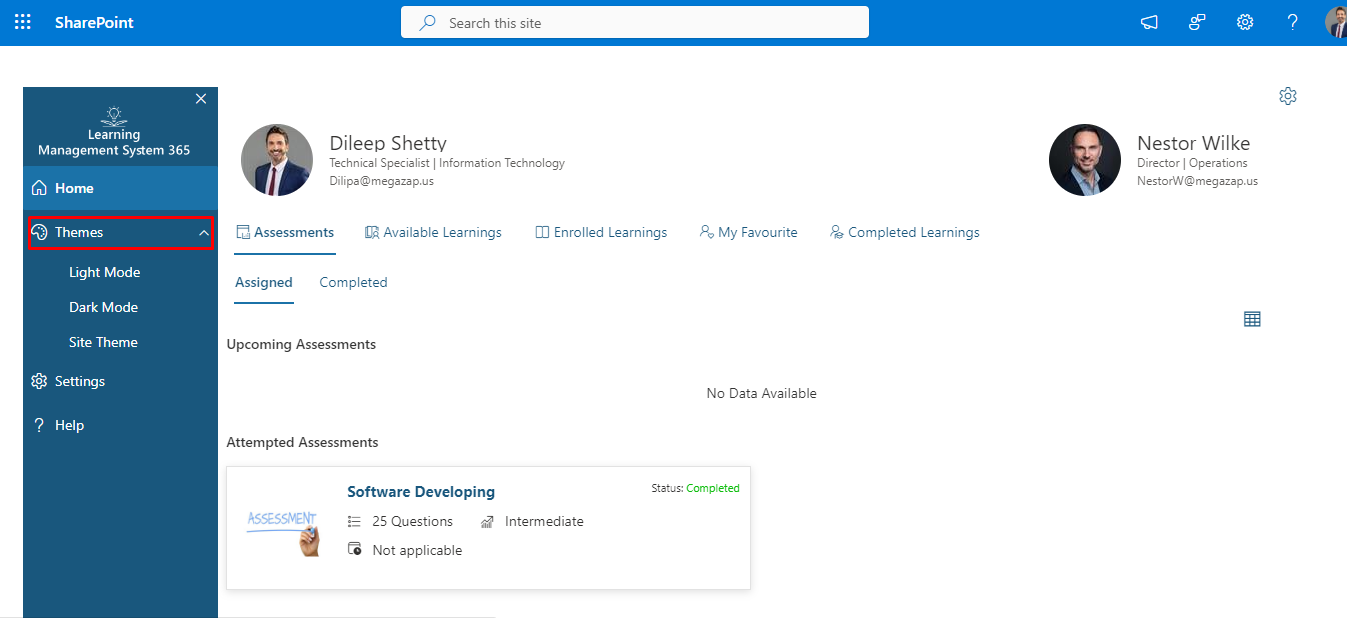 SharePoint
Search this site
Learning
Management System 365
Home
Themes
Light Mode
Dark Mode
Site Theme
Settings
? Help
Dileep Shetty
Technical Specialist | Information Technology
Dilipa@megazap.us
Nestor Wilke
Director | Operations
NestorW@megazap.us
Assessments Available Learnings Enrolled Learnings My Favourite Completed Learnings
Assigned Completed
Upcoming Assessments
No Data Available
Attempted Assessments
ASSESSMENT
Software Developing
Status: Completed
25 Questions Intermediate
Not applicable